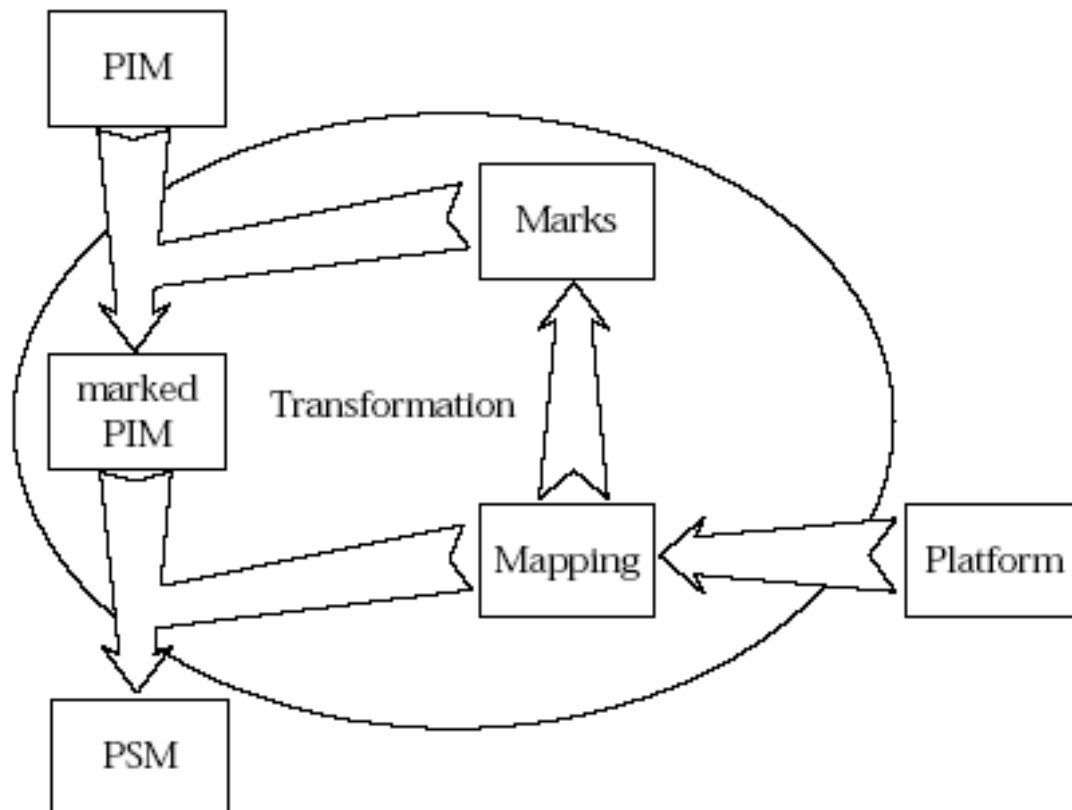 PIM
Marks
marked
PIM
Transformation
Mapping
Platform
PSM